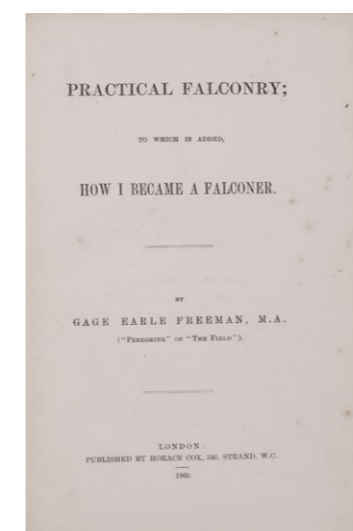 PRACTICAL FALCONRY;
TO WHICH IS ADDED,
HOW I BECAME A FALCONER.
BY
GAGE EARLE FREEMAN, M.A.
("PEREGRINE" OF "THE FIELD").
LONDON:
PUBLISHED BY HORACE COX, 346, STRAND, W.C.
1869.